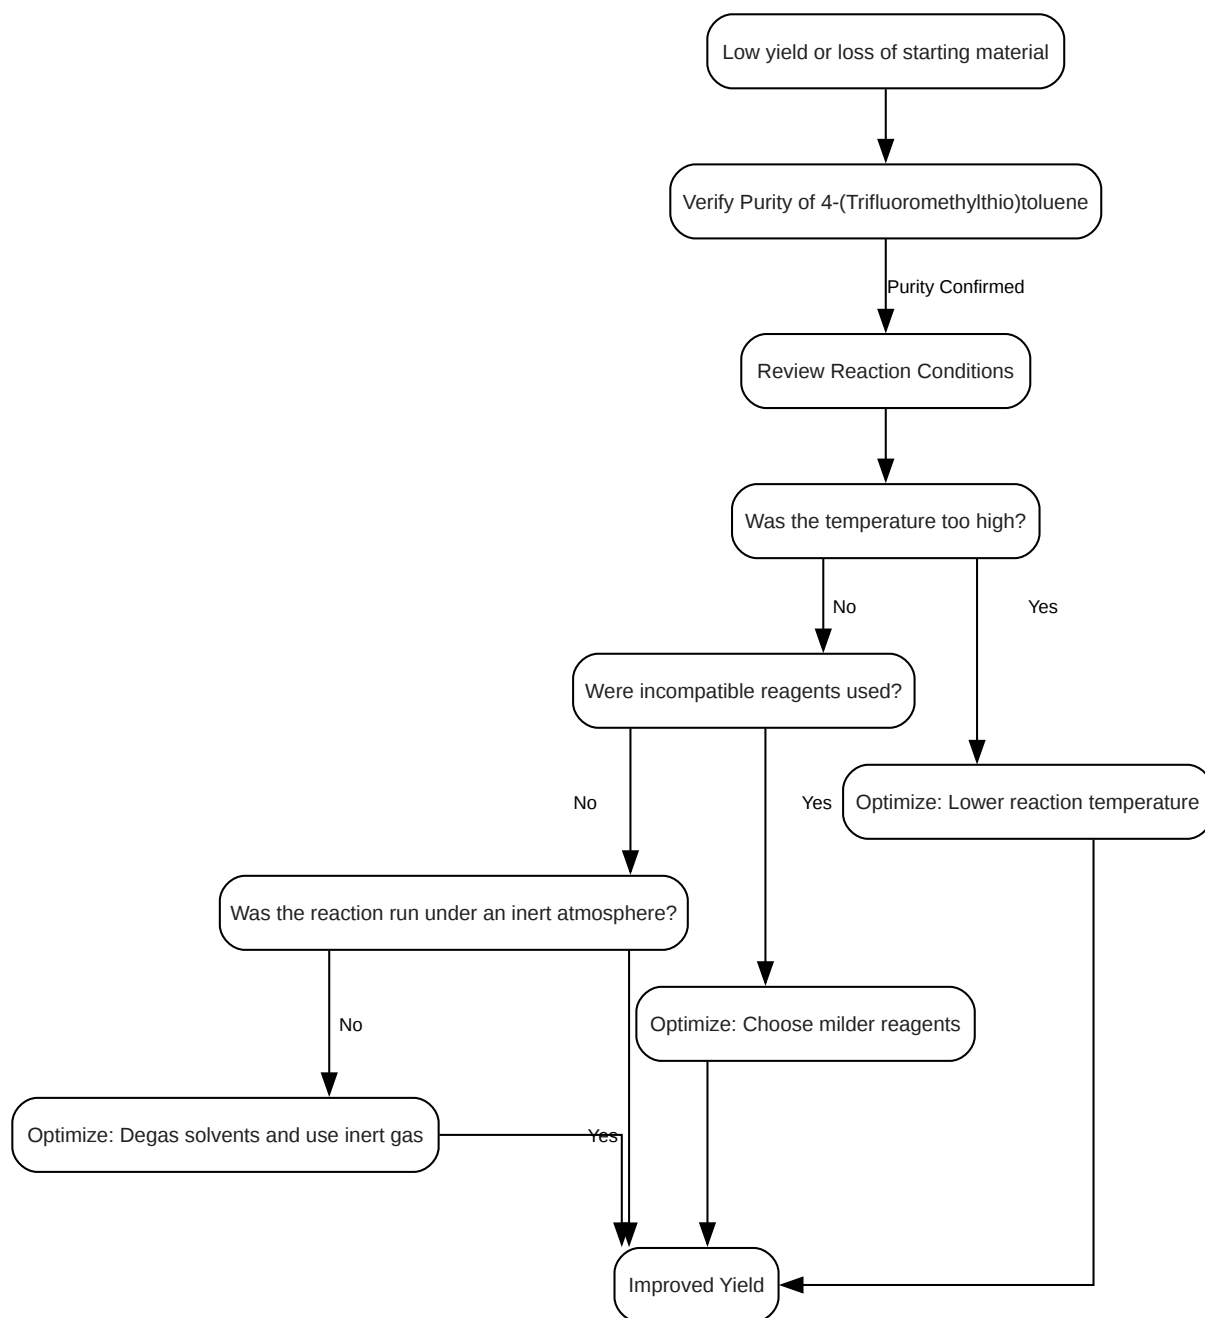 Low yield or loss of starting material
Verify Purity of 4-(Trifluoromethylthio)toluene
Purity Confirmed
Review Reaction Conditions
Was the temperature too high?
No
Yes
Were incompatible reagents used?
No
Yes
Optimize: Lower reaction temperature
Was the reaction run under an inert atmosphere?
No
Optimize: Choose milder reagents
Optimize: Degas solvents and use inert gas
Yes
Improved Yield